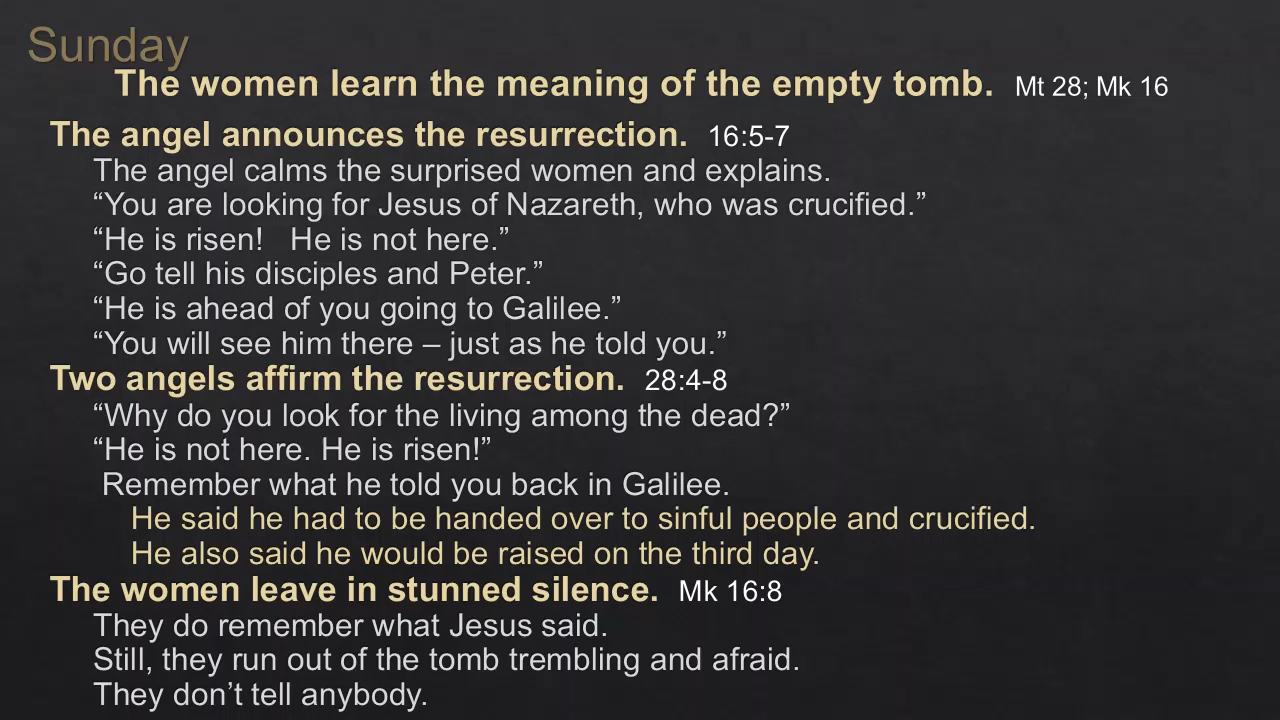 Sunday
The women learn the meaning of the empty tomb. Mt 28; Mk 16
The angel announces the resurrection. 16:5-7
The angel calms the surprised women and explains.
“You are looking for Jesus of Nazareth, who was crucified.”
“He is risen! He is not here.”
“Go tell his disciples and Peter.”
“He is ahead of you going to Galilee.”
“You will see him there – just as he told you.”
Two angels affirm the resurrection. 28:4-8
“Why do you look for the living among the dead?”
“He is not here. He is risen!”
Remember what he told you back in Galilee.
He said he had to be handed over to sinful people and crucified.
He also said he would be raised on the third day.
The women leave in stunned silence. Mk 16:8
They do remember what Jesus said.
Still, they run out of the tomb trembling and afraid.
They don’t tell anybody.